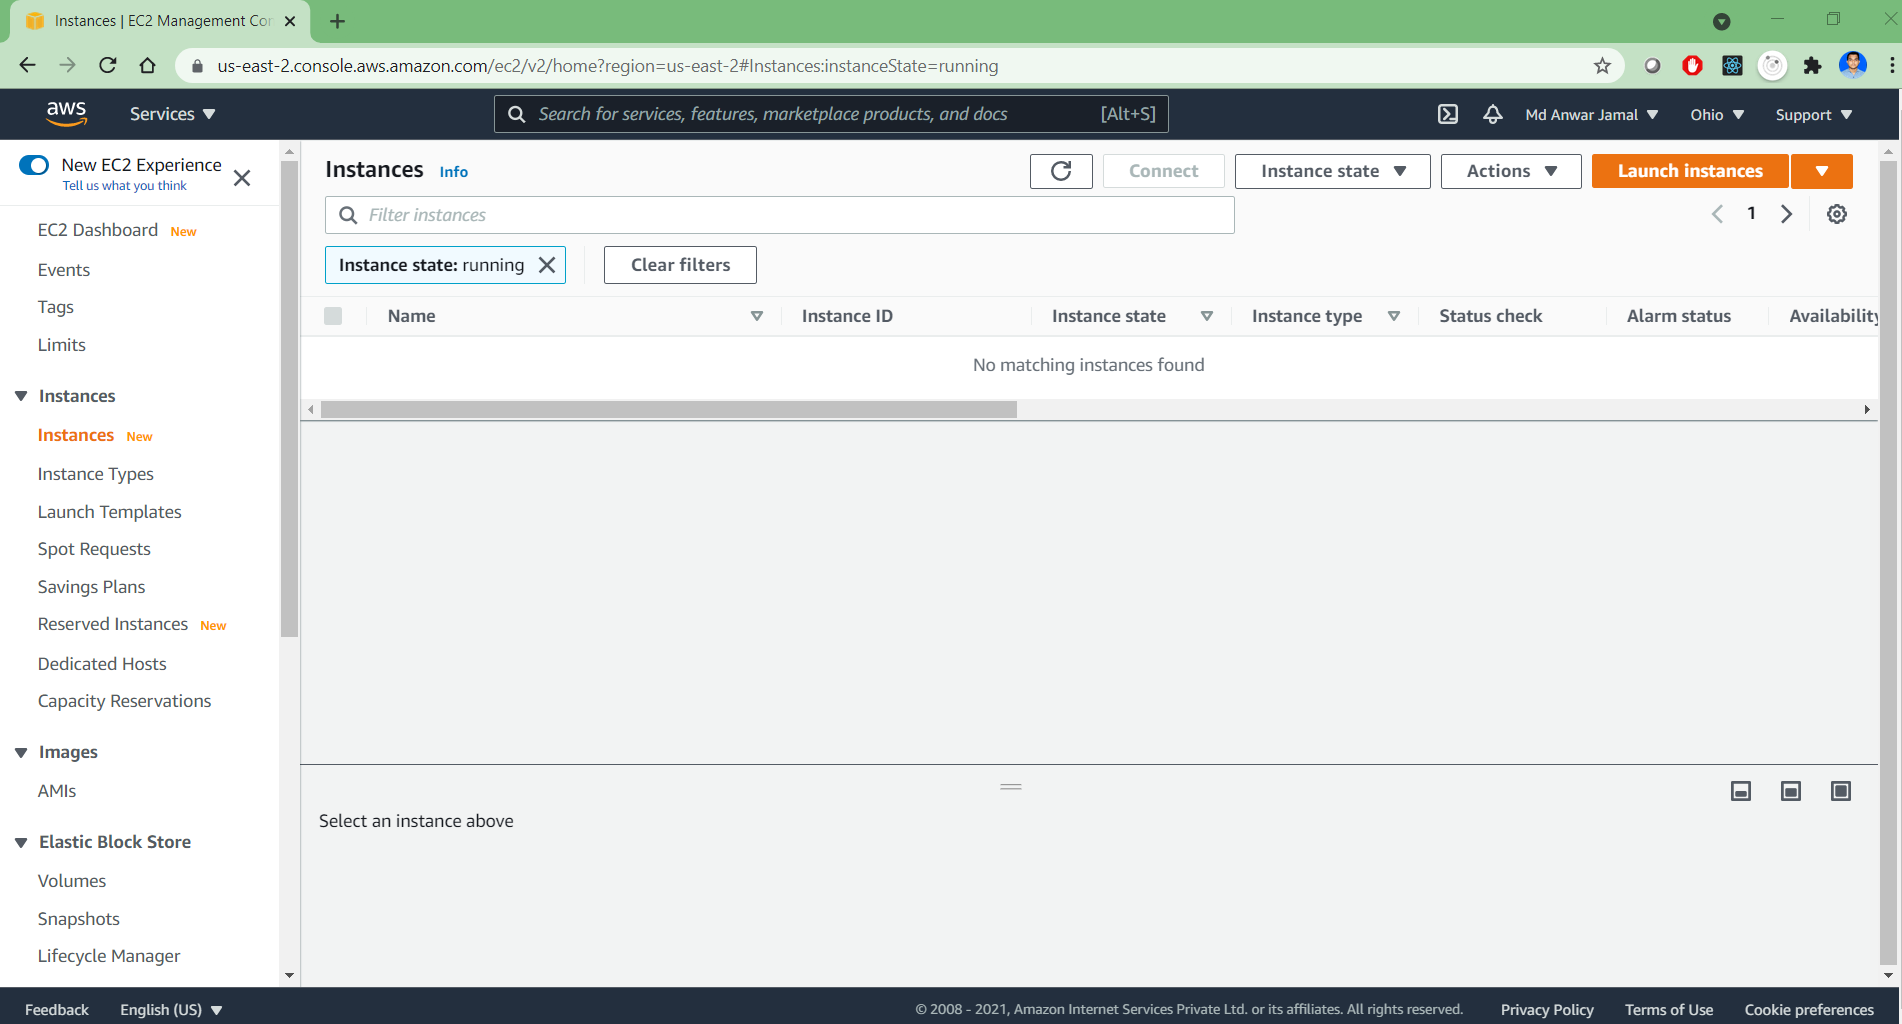 Instances | EC2 Management Con
us-east-2.console.aws.amazon.com/ec2/v2/home?region=us-east-2#Instances:instanceState=running
aws
Services
Search for services, features, marketplace products, and docs
[Alt+S]
Md Anwar Jamal
Ohio
Support
New EC2 Experience
Tell us what you think
EC2 Dashboard New
Events
Tags
Limits
Instances
Instances New
Instance Types
Launch Templates
Spot Requests
Savings Plans
Reserved Instances New
Dedicated Hosts
Capacity Reservations
Images
AMIs
Elastic Block Store
Volumes
Snapshots
Lifecycle Manager
Instances Info
Connect
Instance state
Actions
Launch instances
Filter instances
1
Instance state: running
Clear filters
Name
Instance ID
Instance state
Instance type
Status check
Alarm status
Availability
No matching instances found
Select an instance above
Feedback
English (US)
© 2008 - 2021, Amazon Internet Services Private Ltd. or its affiliates. All rights reserved.
Privacy Policy
Terms of Use
Cookie preferences